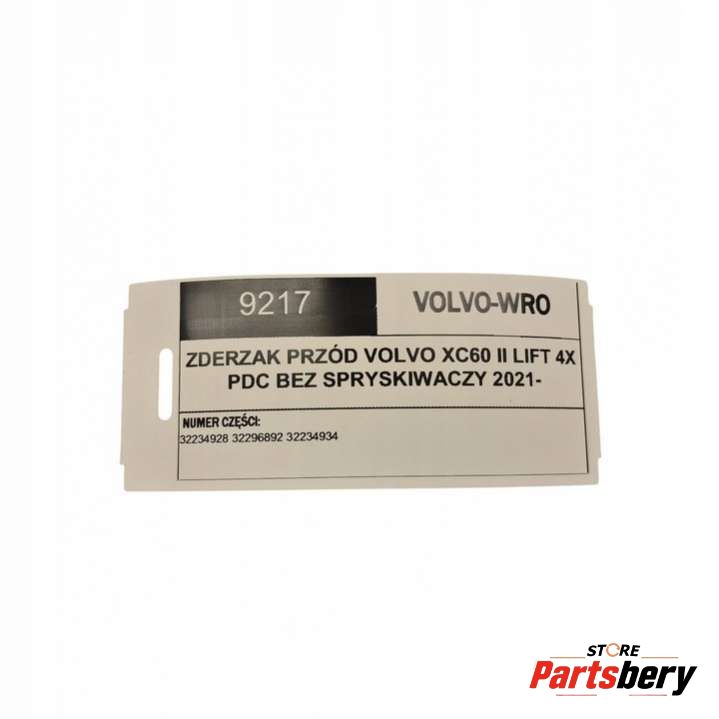 9217
VOLVO-WRO
ZDERZAK PRZÓD VOLVO XC60 II LIFT 4X
PDC BEZ SPRYSKIWACZY 2021-
NUMER CZĘŚCI:
32234928 32296892 32234934
STORE
Partsbery